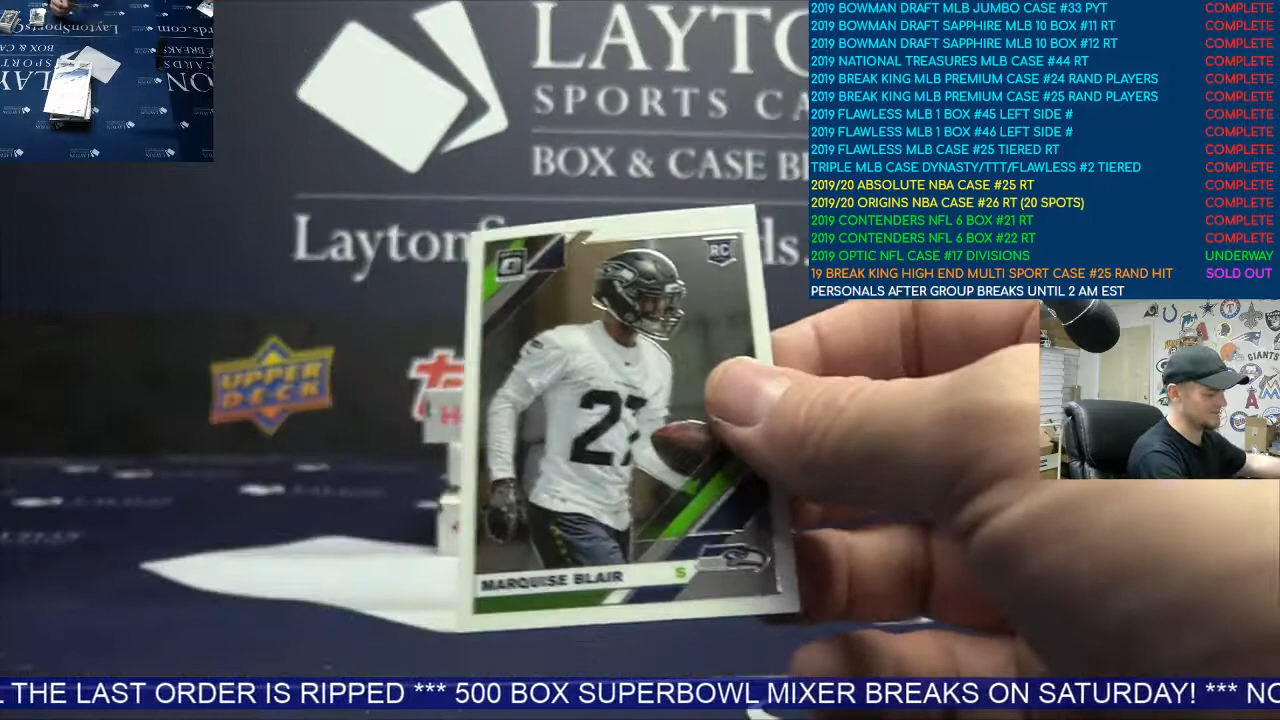 LAYTO
SPORTS CA
BOX & CASE BR
Layton
ds.
UPPER
DECK
RC
27
MARQUISE BLAIR S
2019 BOWMAN DRAFT MLB JUMBO CASE #33 PYT COMPLETE
2019 BOWMAN DRAFT SAPPHIRE MLB 10 BOX #11 RT COMPLETE
2019 BOWMAN DRAFT SAPPHIRE MLB 10 BOX #12 RT COMPLETE
2019 NATIONAL TREASURES MLB CASE #44 RT COMPLETE
2019 BREAK KING MLB PREMIUM CASE #24 RAND PLAYERS COMPLETE
2019 BREAK KING MLB PREMIUM CASE #25 RAND PLAYERS COMPLETE
2019 FLAWLESS MLB 1 BOX #45 LEFT SIDE # COMPLETE
2019 FLAWLESS MLB 1 BOX #46 LEFT SIDE # COMPLETE
2019 FLAWLESS MLB CASE #25 TIERED RT COMPLETE
TRIPLE MLB CASE DYNASTY/TTT/FLAWLESS #2 TIERED COMPLETE
2019/20 ABSOLUTE NBA CASE #25 RT COMPLETE
2019/20 ORIGINS NBA CASE #26 RT (20 SPOTS) COMPLETE
2019 CONTENDERS NFL 6 BOX #21 RT COMPLETE
2019 CONTENDERS NFL 6 BOX #22 RT COMPLETE
2019 OPTIC NFL CASE #17 DIVISIONS UNDERWAY
19 BREAK KING HIGH END MULTI SPORT CASE #25 RAND HIT SOLD OUT
PERSONALS AFTER GROUP BREAKS UNTIL 2 AM EST
GIANTS
L THE LAST ORDER IS RIPPED *** 500 BOX SUPERBOWL MIXER BREAKS ON SATURDAY! *** NO